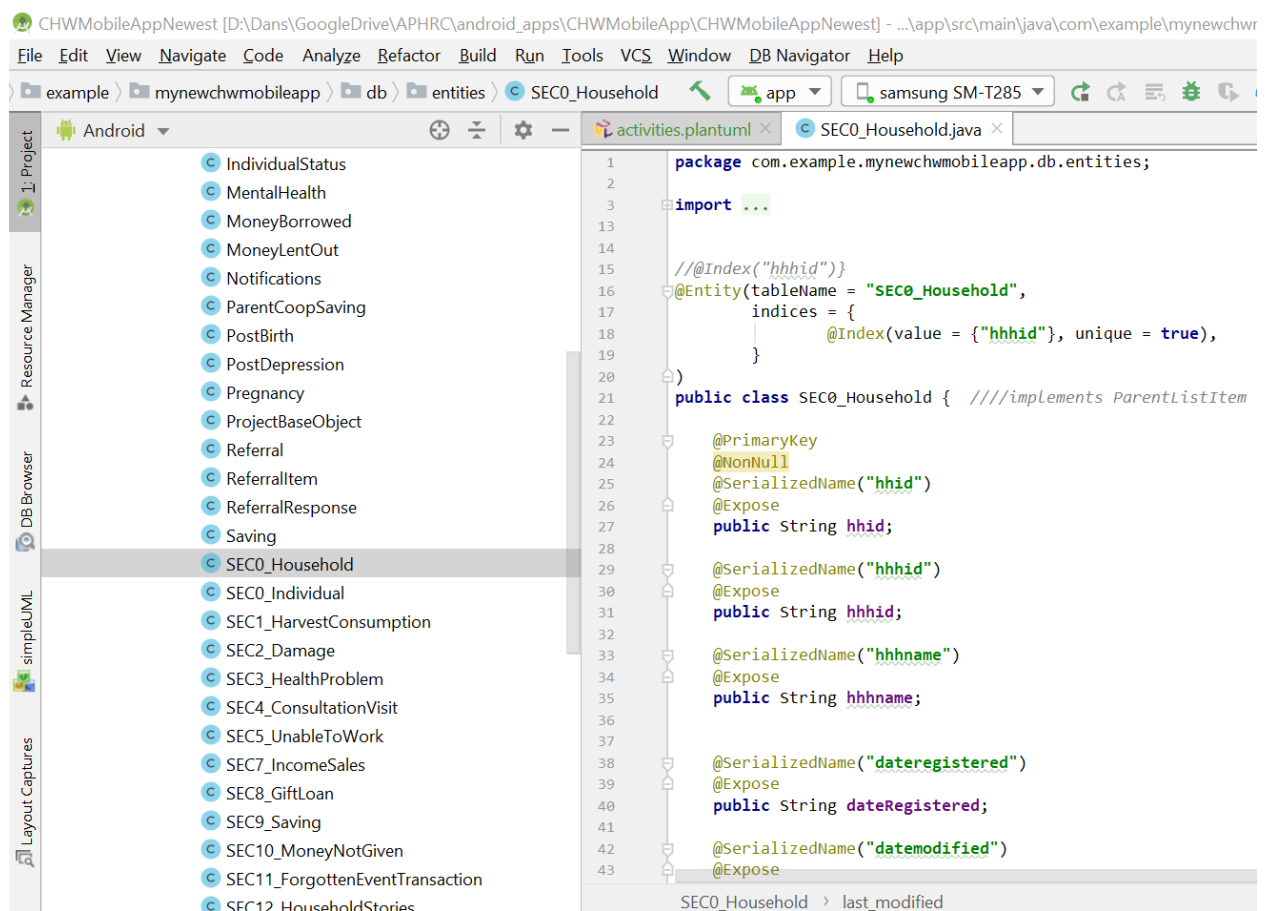 CHWMobileAppNewest [D:\Dans\GoogleDrive\APHRC\android_apps\CHWMobileApp\CHWMobileAppNewest] - ...\app\src\main\java\com\example\mynewchwr
File Edit View Navigate Code Analyze Refactor Build Run Tools VCS Window DB Navigator Help
example mynewchwmobileapp db entities SEC0_Household app samsung SM-T285
1: Project
Resource Manager
DB Browser
simpleUML
Layout Captures
Android
IndividualStatus
MentalHealth
MoneyBorrowed
MoneyLentOut
Notifications
ParentCoopSaving
PostBirth
PostDepression
Pregnancy
ProjectBaseObject
Referral
ReferralItem
ReferralResponse
Saving
SEC0_Household
SEC0_Individual
SEC1_HarvestConsumption
SEC2_Damage
SEC3_HealthProblem
SEC4_ConsultationVisit
SEC5_UnableToWork
SEC7_IncomeSales
SEC8_GiftLoan
SEC9_Saving
SEC10_MoneyNotGiven
SEC11_ForgottenEventTransaction
SEC12_HouseholdStories
activities.plantuml SEC0_Household.java
1 package com.example.mynewchwmobileapp.db.entities;
2
3 import ...
13
14
15 //@Index("hhhid")}
16 @Entity(tableName = "SEC0_Household",
17 indices = {
18 @Index(value = {"hhhid"}, unique = true),
19 }
20 )
21 public class SEC0_Household { ////implements ParentListItem
22
23 @PrimaryKey
24 @NonNull
25 @SerializedName("hhid")
26 @Expose
27 public String hhid;
28
29 @SerializedName("hhhid")
30 @Expose
31 public String hhhid;
32
33 @SerializedName("hhhname")
34 @Expose
35 public String hhhname;
36
37
38 @SerializedName("dateregistered")
39 @Expose
40 public String dateRegistered;
41
42 @SerializedName("datemodified")
43 @Expose
SEC0_Household › last_modified